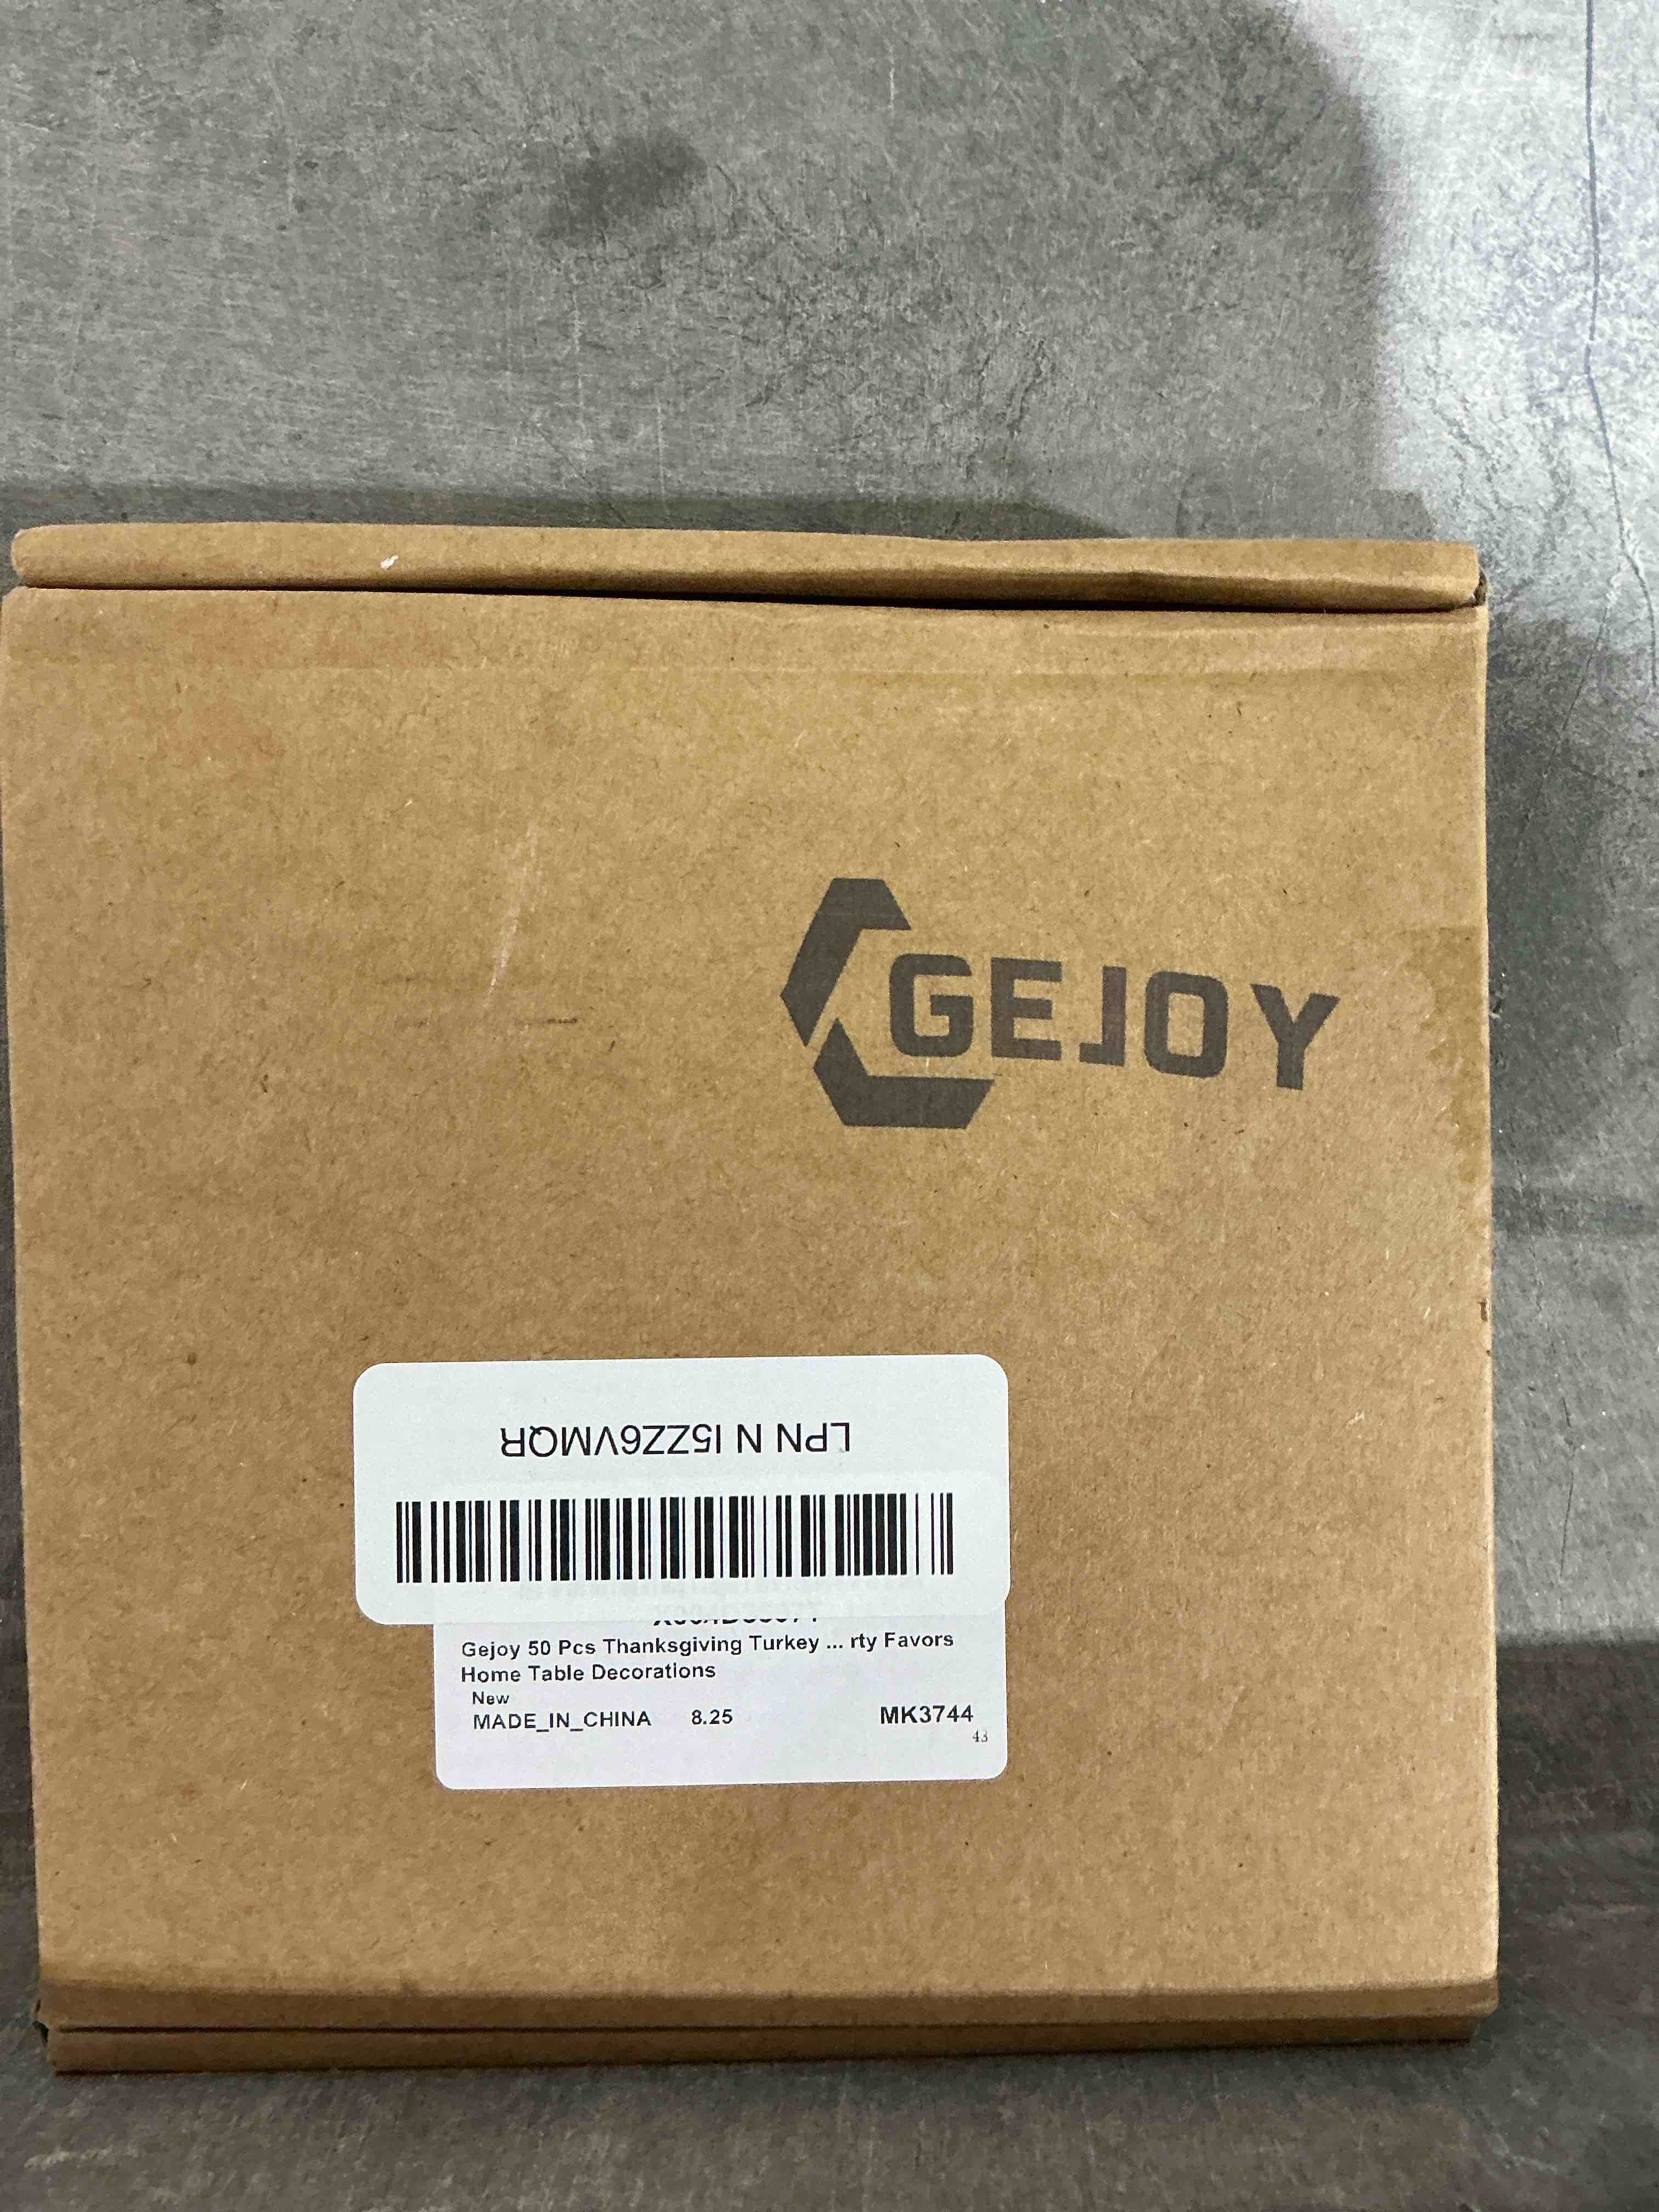 GEJOY
LPN N I5ZZ6VMQR
Gejoy 50 Pcs Thanksgiving Turkey ... rty Favors
Home Table Decorations
New
MADE_IN_CHINA 8.25 MK3744
43